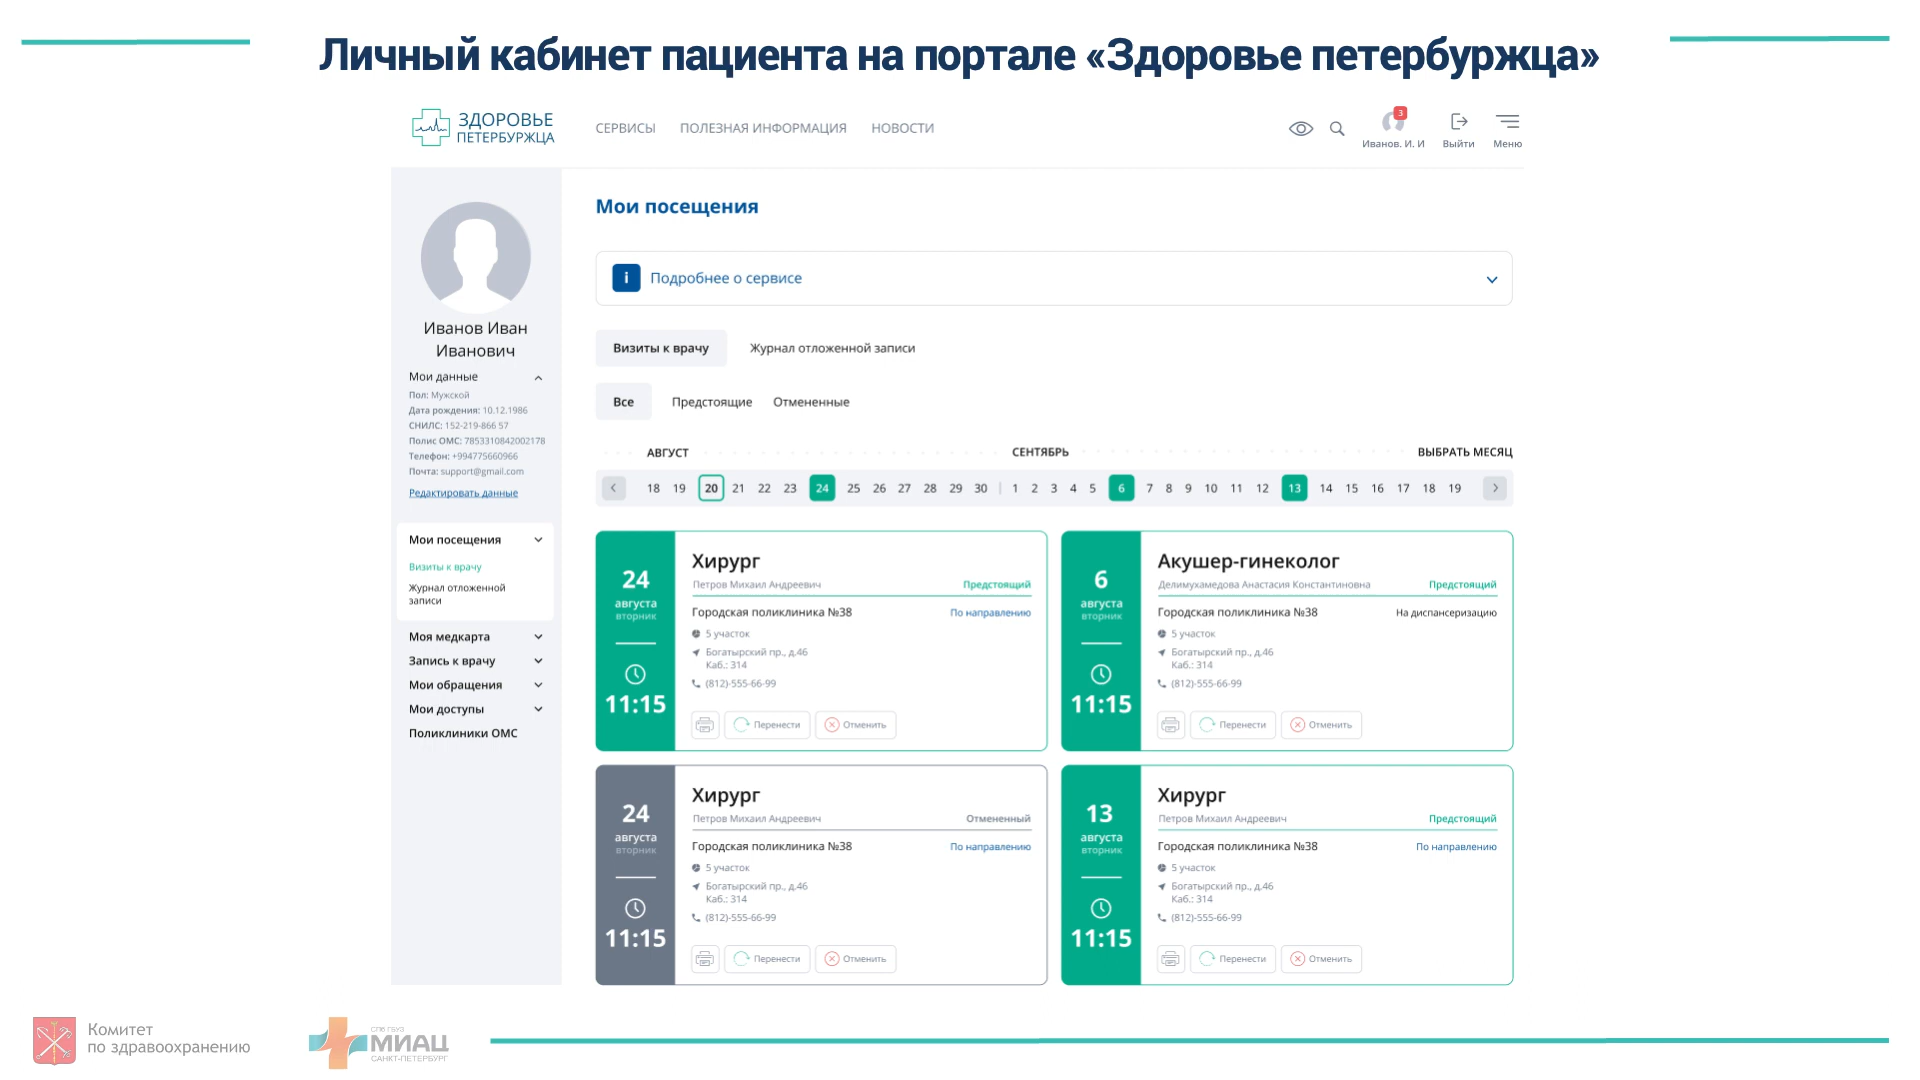 Личный кабинет пациента на портале «Здоровье петербуржца»
ЗДОРОВЬЕ
ПЕТЕРБУРЖЦА
СЕРВИСЫ
ПОЛЕЗНАЯ ИНФОРМАЦИЯ
НОВОСТИ
3
Иванов. И. И
Выйти
Меню
Иванов Иван
Иванович
Мои данные
Пол: Мужской
Дата рождения: 10.12.1986
СНИЛС: 152-219-866 57
Полис ОМС: 7853310842002178
Телефон: +994775660966
Почта: support@gmail.com
Редактировать данные
Мои посещения
Визиты к врачу
Журнал отложенной
записи
Моя медкарта
Запись к врачу
Мои обращения
Мои доступы
Поликлиники ОМС
Мои посещения
i Подробнее о сервисе
Визиты к врачу Журнал отложенной записи
Все Предстоящие Отмененные
АВГУСТ СЕНТЯБРЬ ВЫБРАТЬ МЕСЯЦ
18 19 20 21 22 23 24 25 26 27 28 29 30 | 1 2 3 4 5 6 7 8 9 10 11 12 13 14 15 16 17 18 19
24
августа
вторник
11:15
Хирург
Петров Михаил Андреевич Предстоящий
Городская поликлиника №38 По направлению
5 участок
Богатырский пр., д.46
Каб.: 314
(812)-555-66-99
Перенести Отменить
6
августа
вторник
11:15
Акушер-гинеколог
Делимухамедова Анастасия Константиновна Предстоящий
Городская поликлиника №38 На диспансеризацию
5 участок
Богатырский пр., д.46
Каб.: 314
(812)-555-66-99
Перенести Отменить
24
августа
вторник
11:15
Хирург
Петров Михаил Андреевич Отмененный
Городская поликлиника №38 По направлению
5 участок
Богатырский пр., д.46
Каб.: 314
(812)-555-66-99
Перенести Отменить
13
августа
вторник
11:15
Хирург
Петров Михаил Андреевич Предстоящий
Городская поликлиника №38 По направлению
5 участок
Богатырский пр., д.46
Каб.: 314
(812)-555-66-99
Перенести Отменить
Комитет
по здравоохранению
СПб ГБУЗ
МИАЦ
САНКТ-ПЕТЕРБУРГ